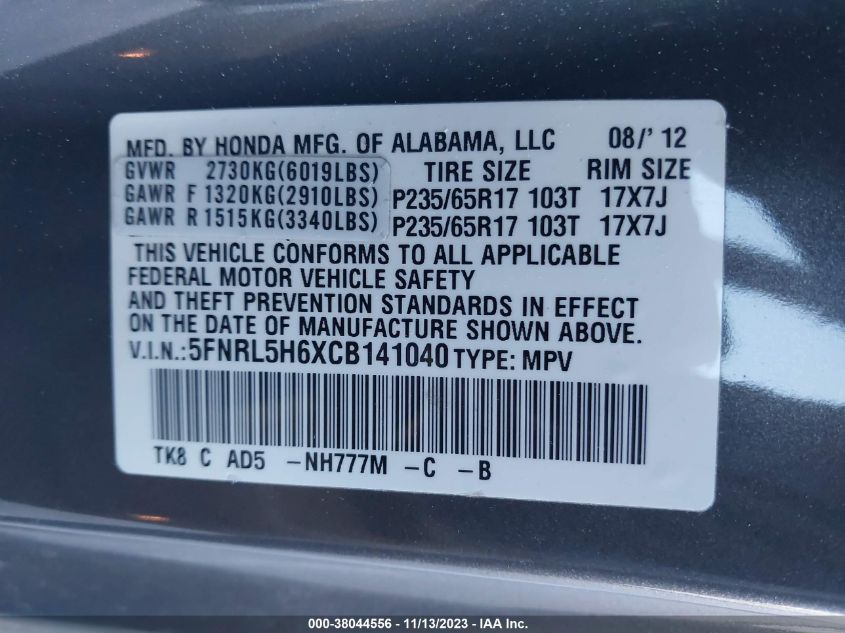 MFD. BY HONDA MFG. OF ALABAMA, LLC 08/' 12
GVWR 2730KG(6019LBS) TIRE SIZE RIM SIZE
GAWR F 1320KG(2910LBS) P235/65R17 103T 17X7J
GAWR R 1515KG(3340LBS) P235/65R17 103T 17X7J
THIS VEHICLE CONFORMS TO ALL APPLICABLE
FEDERAL MOTOR VEHICLE SAFETY
AND THEFT PREVENTION STANDARDS IN EFFECT
ON THE DATE OF MANUFACTURE SHOWN ABOVE.
V.I.N.: 5FNRL5H6XCB141040 TYPE: MPV
TK8 C AD5 -NH777M -C -B
000-38044556 - 11/13/2023 - IAA Inc.